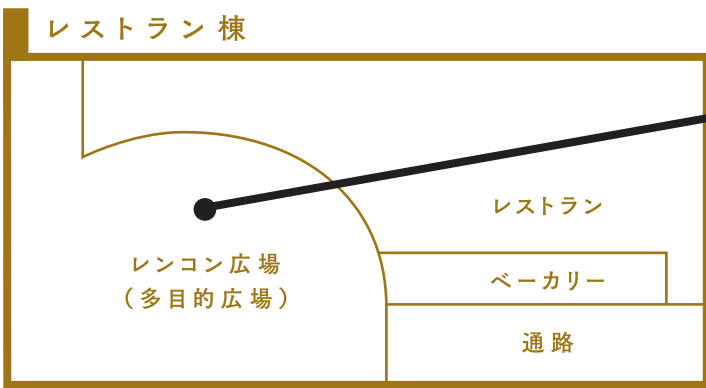 レストラン棟
レストラン
レンコン広場
（多目的広場）
ベーカリー
通路